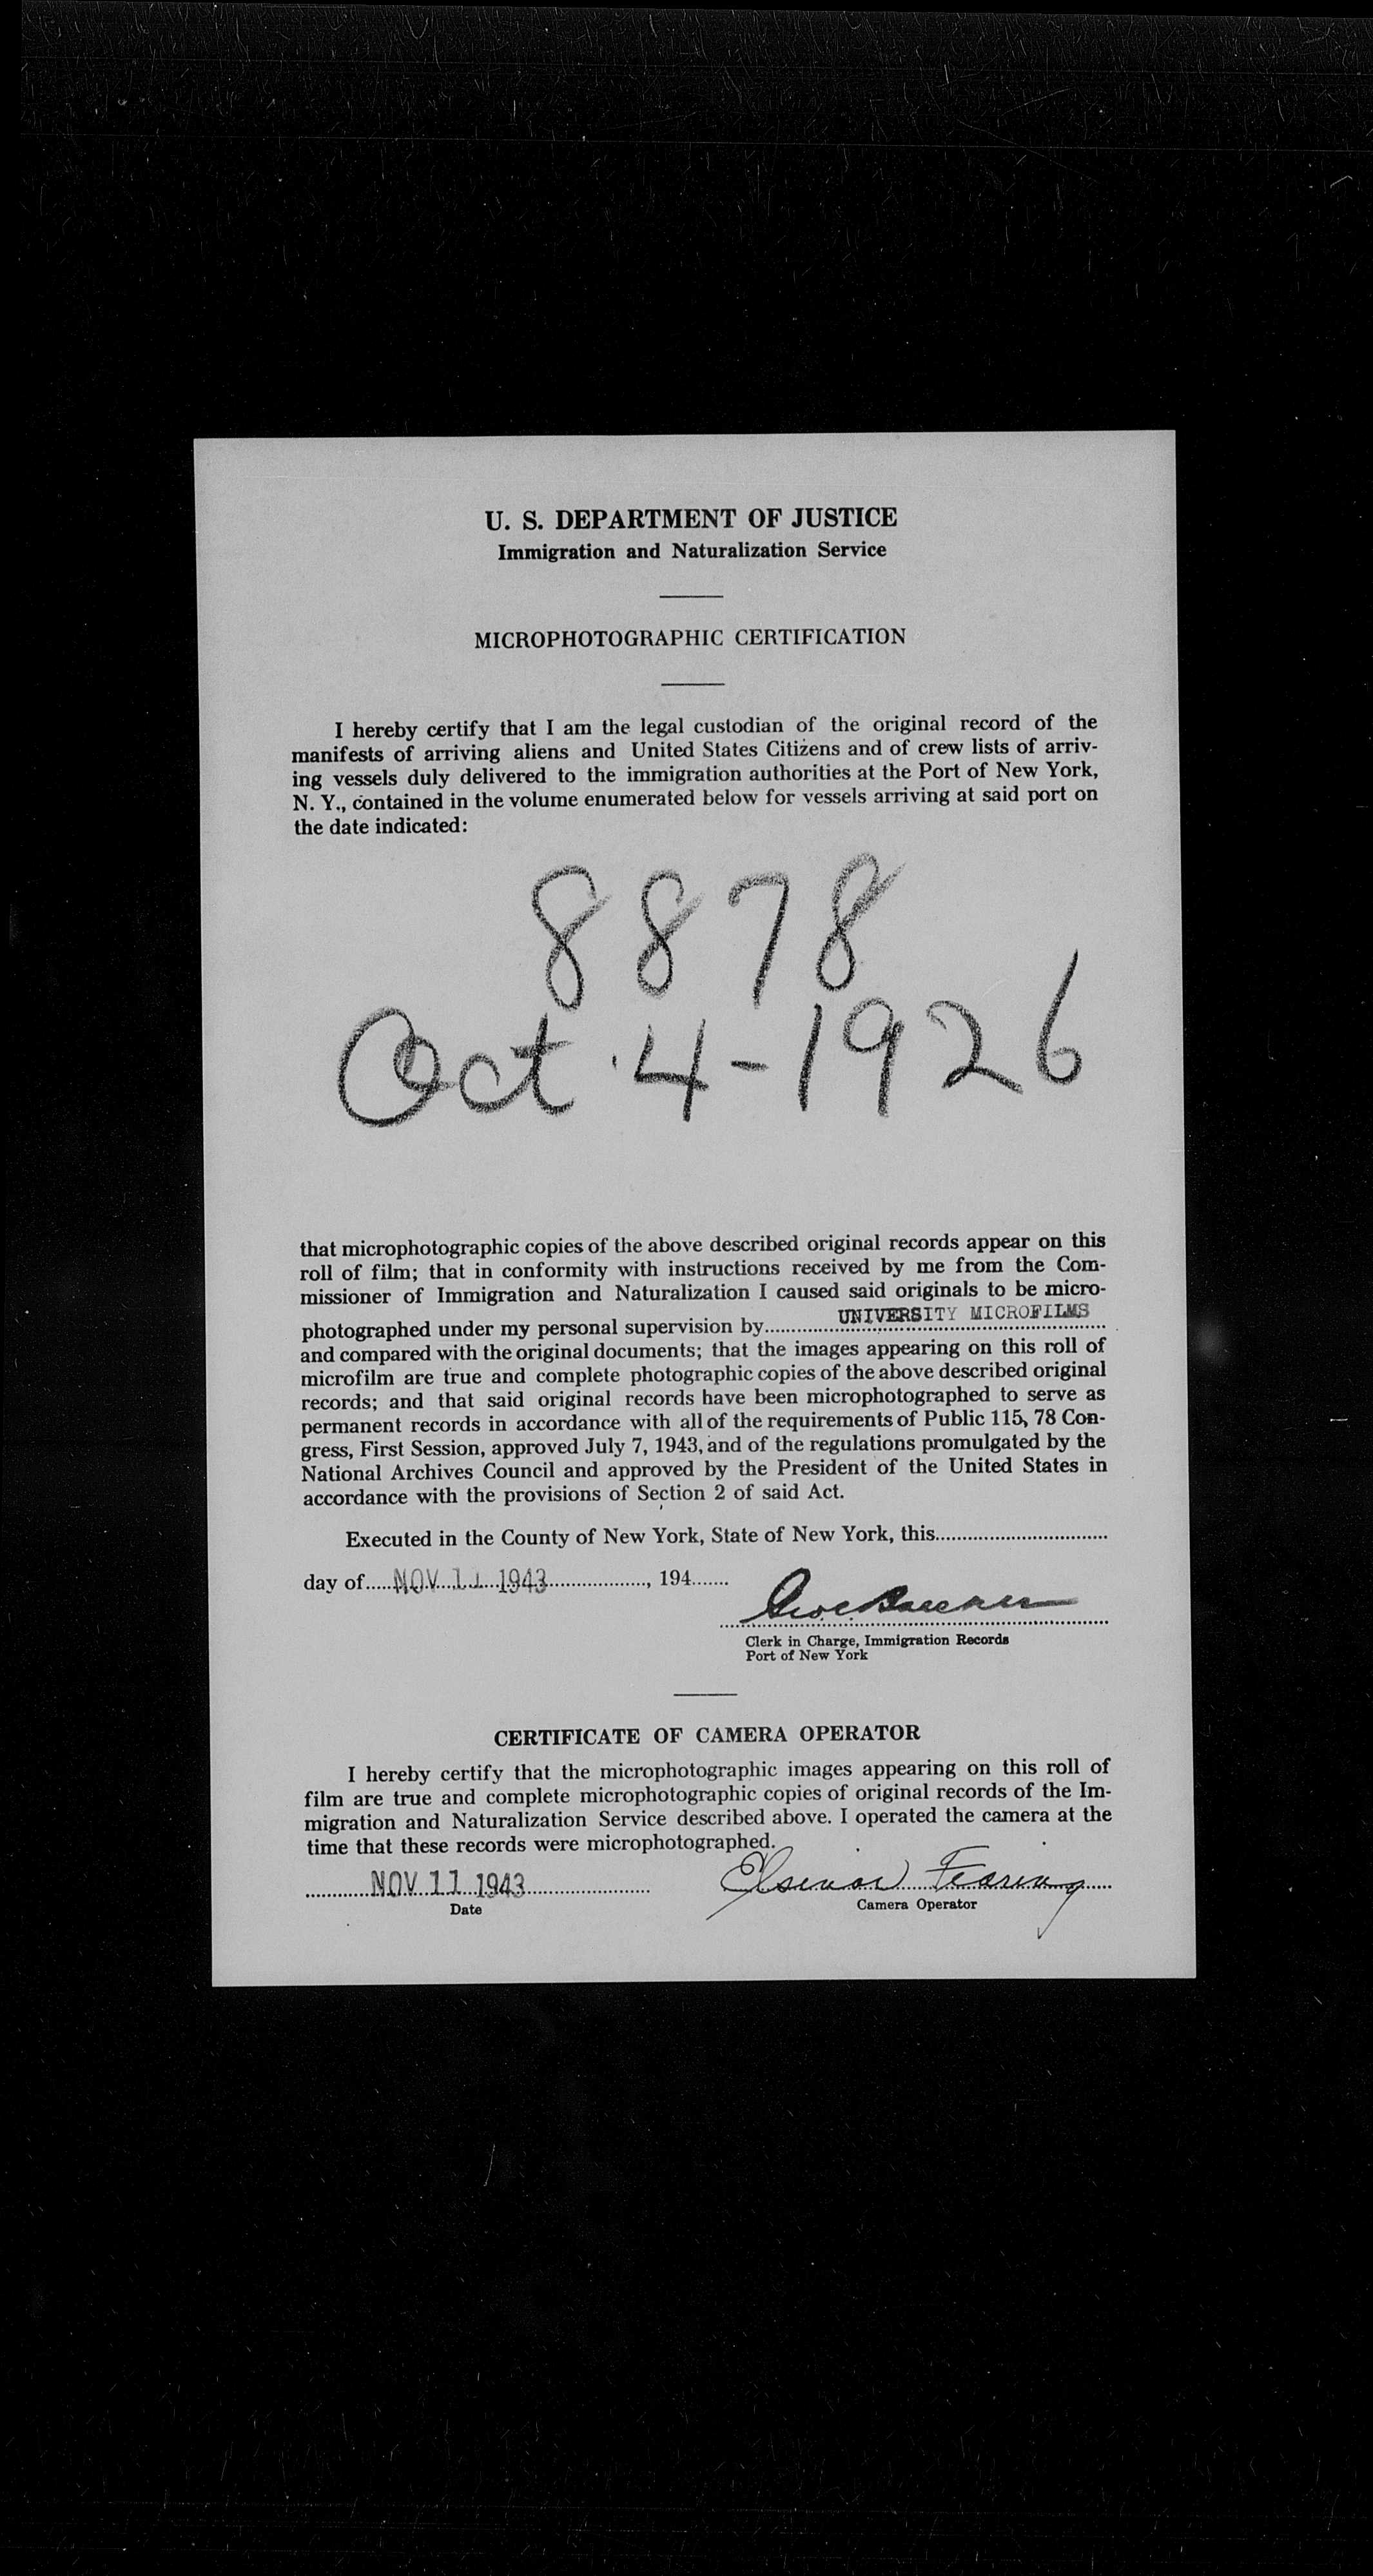 U. S. DEPARTMENT OF JUSTICE
Immigration and Naturalization Service
MICROPHOTOGRAPHIC CERTIFICATION
I hereby certify that I am the legal custodian of the original record of the
manifests of arriving aliens and United States Citizens and of crew lists of arriv-
ing vessels duly delivered to the immigration authorities at the Port of New York,
N. Y., contained in the volume enumerated below for vessels arriving at said port on
the date indicated:
8878
Oct 4-1926
that microphotographic copies of the above described original records appear on this
roll of film; that in conformity with instructions received by me from the Com-
missioner of Immigration and Naturalization I caused said originals to be micro-
photographed under my personal supervision by UNIVERSITY MICROFILMS
and compared with the original documents; that the images appearing on this roll of
microfilm are true and complete photographic copies of the above described original
records; and that said original records have been microphotographed to serve as
permanent records in accordance with all of the requirements of Public 115, 78 Con-
gress, First Session, approved July 7, 1943, and of the regulations promulgated by the
National Archives Council and approved by the President of the United States in
accordance with the provisions of Section 2 of said Act.
Executed in the County of New York, State of New York, this
day of NOV 11 1943, 194
Clerk in Charge, Immigration Records
Port of New York
CERTIFICATE OF CAMERA OPERATOR
I hereby certify that the microphotographic images appearing on this roll of
film are true and complete microphotographic copies of original records of the Im-
migration and Naturalization Service described above. I operated the camera at the
time that these records were microphotographed.
NOV 11 1943 Fearing
Date Camera Operator